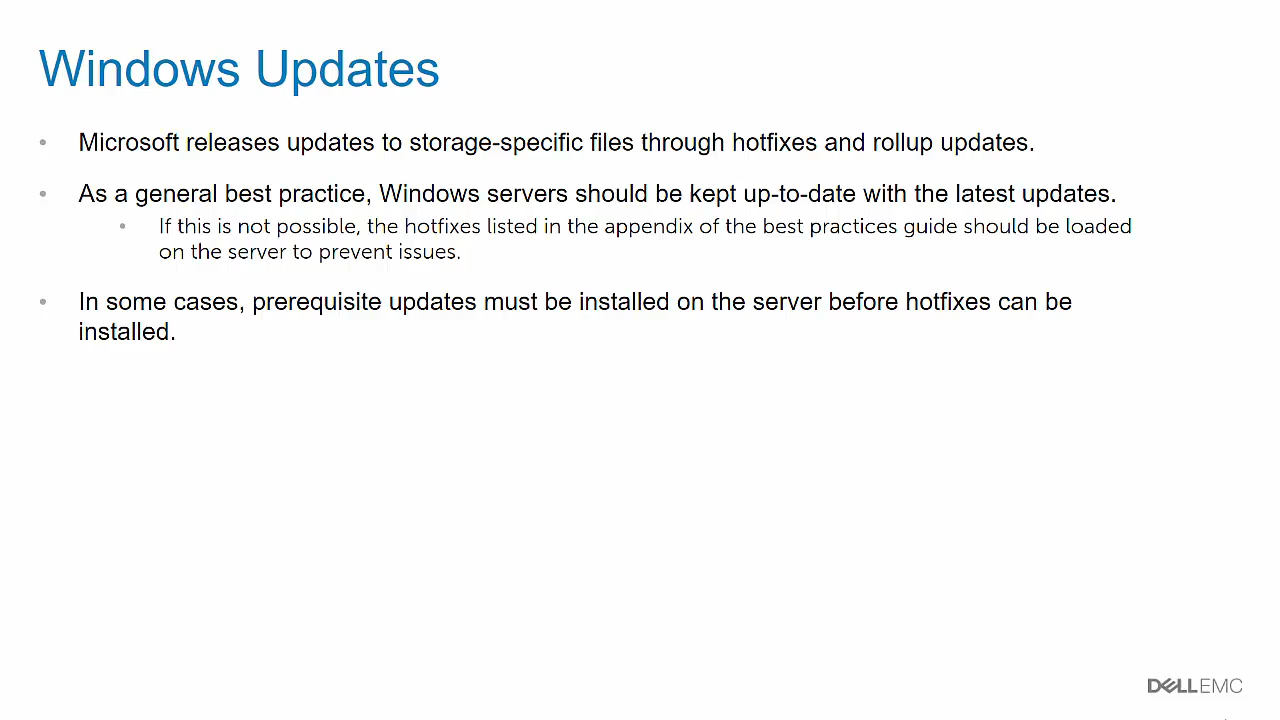 Windows Updates
• Microsoft releases updates to storage-specific files through hotfixes and rollup updates.
• As a general best practice, Windows servers should be kept up-to-date with the latest updates.
• If this is not possible, the hotfixes listed in the appendix of the best practices guide should be loaded
on the server to prevent issues.
• In some cases, prerequisite updates must be installed on the server before hotfixes can be
installed.
DELLEMC